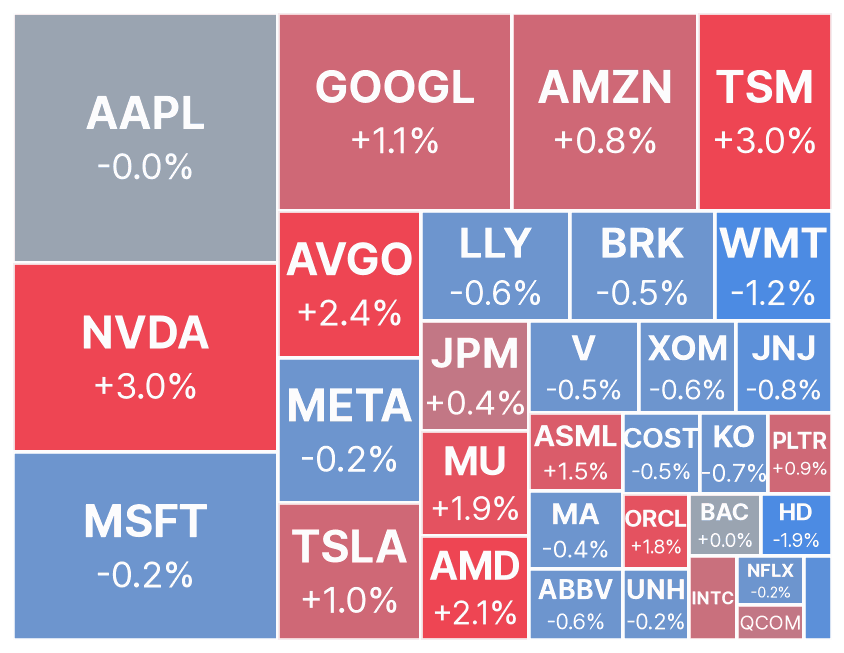 AAPL
-0.0%
GOOGL
+1.1%
AMZN
+0.8%
TSM
+3.0%
NVDA
+3.0%
AVGO
+2.4%
LLY
-0.6%
BRK
-0.5%
WMT
-1.2%
JPM
+0.4%
V
-0.5%
XOM
-0.6%
JNJ
-0.8%
META
-0.2%
MSFT
-0.2%
TSLA
+1.0%
MU
+1.9%
AMD
+2.1%
ASML
+1.5%
COST
-0.5%
KO
-0.7%
PLTR
+0.9%
MA
-0.4%
ORCL
+1.8%
BAC
+0.0%
HD
-1.9%
ABBV
-0.6%
UNH
-0.2%
INTC
NFLX
-0.2%
QCOM